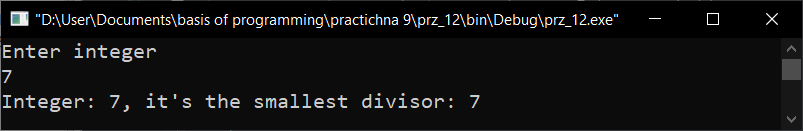 "D:\User\Documents\basis of programming\practichna 9\prz_12\bin\Debug\prz_12.exe"
Enter integer
7
Integer: 7, it's the smallest divisor: 7